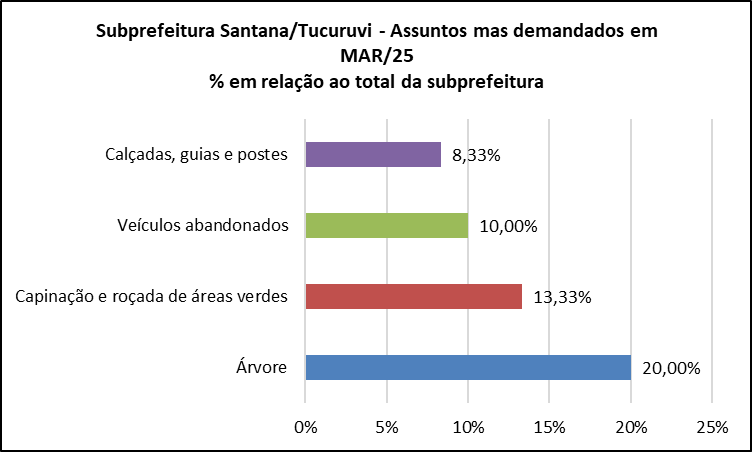 Subprefeitura Santana/Tucuruvi - Assuntos mas demandados em
MAR/25
% em relação ao total da subprefeitura
Calçadas, guias e postes 8,33%
Veículos abandonados 10,00%
Capinação e roçada de áreas verdes 13,33%
Árvore 20,00%
0% 5% 10% 15% 20% 25%